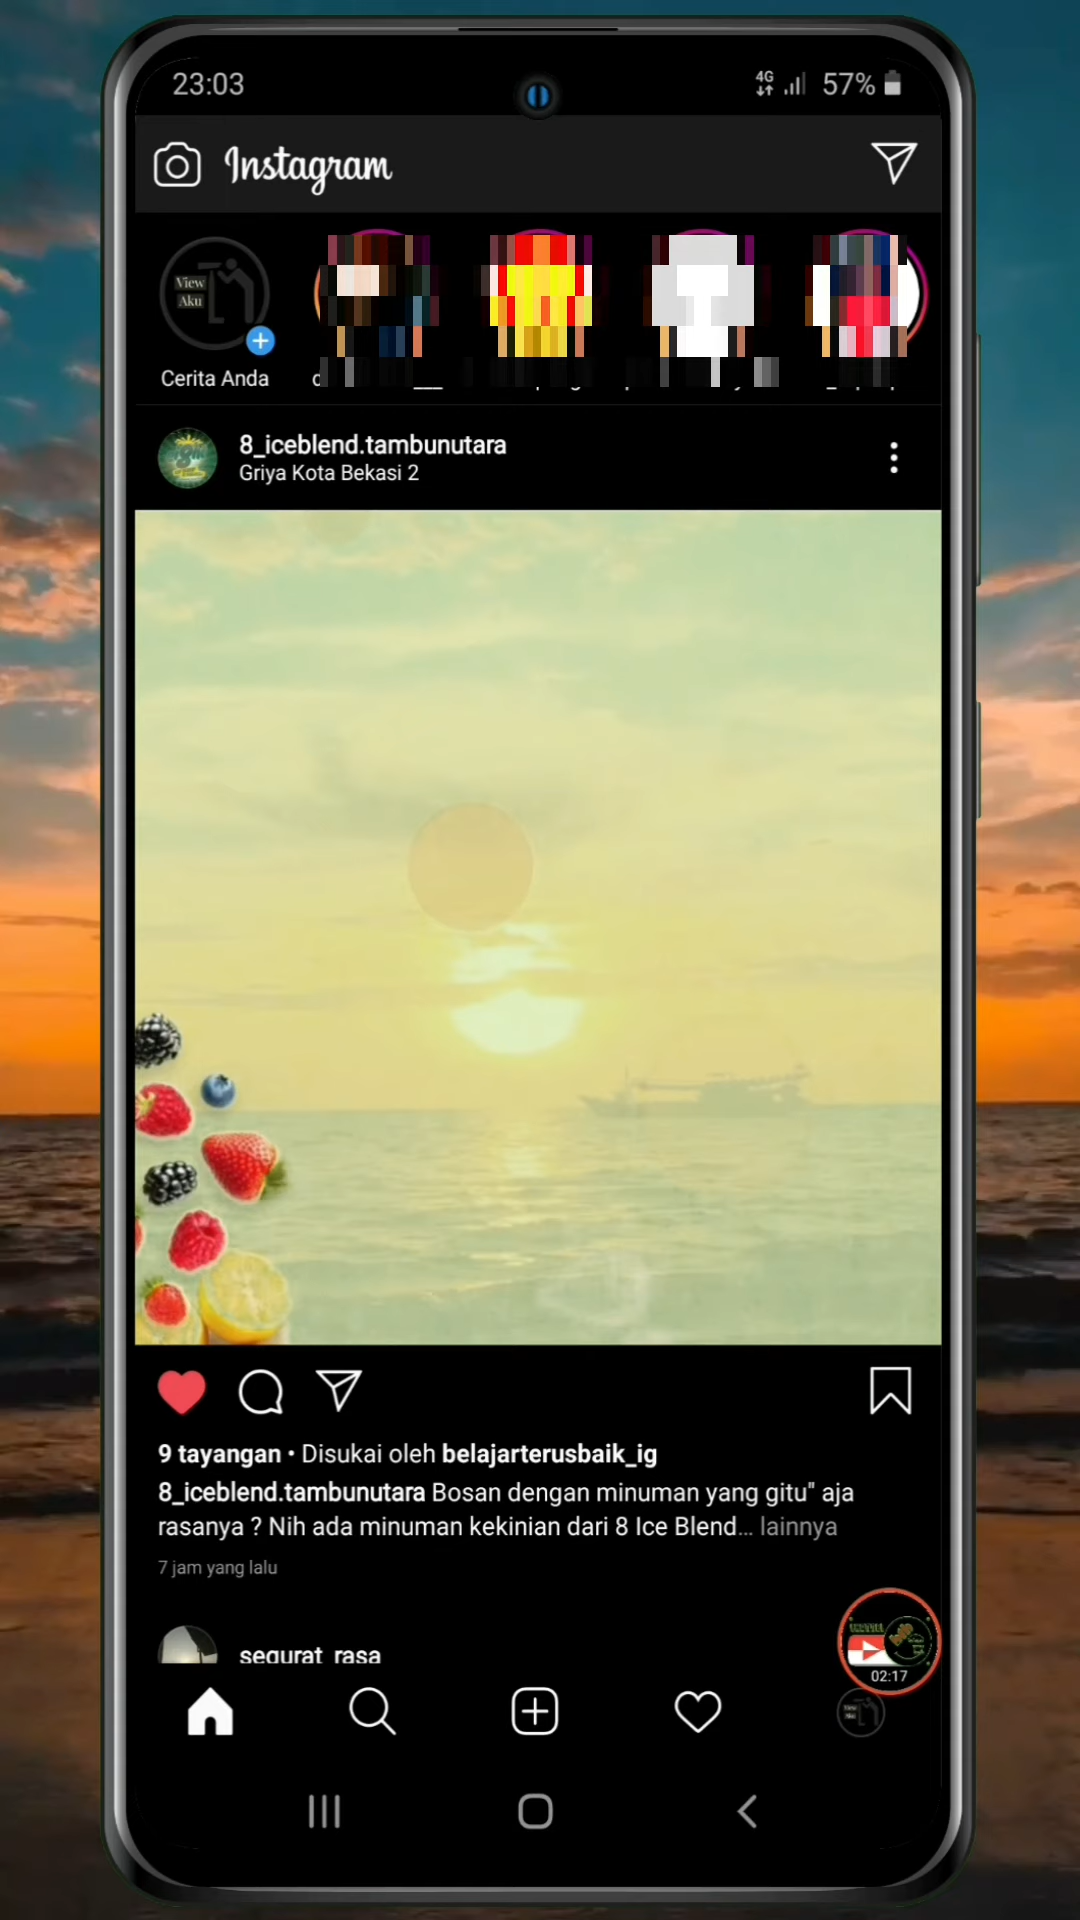 23:03
4G
57%
Instagram
View
Aku
Cerita Anda
8_iceblend.tambunutara
Griya Kota Bekasi 2
9 tayangan • Disukai oleh belajarterusbaik_ig
8_iceblend.tambunutara Bosan dengan minuman yang gitu" aja
rasanya ? Nih ada minuman kekinian dari 8 Ice Blend... lainnya
7 jam yang lalu
segurat_rasa
02:17